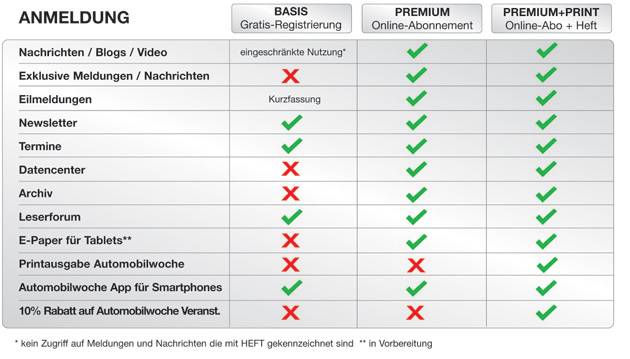 ANMELDUNG
BASIS
Gratis-Registrierung
PREMIUM
Online-Abonnement
PREMIUM+PRINT
Online-Abo + Heft
Nachrichten / Blogs / Video
eingeschränkte Nutzung*
Exklusive Meldungen / Nachrichten
Eilmeldungen
Kurzfassung
Newsletter
Termine
Datencenter
Archiv
Leserforum
E-Paper für Tablets**
Printausgabe Automobilwoche
Automobilwoche App für Smartphones
10% Rabatt auf Automobilwoche Veranst.
* kein Zugriff auf Meldungen und Nachrichten die mit HEFT gekennzeichnet sind ** in Vorbereitung